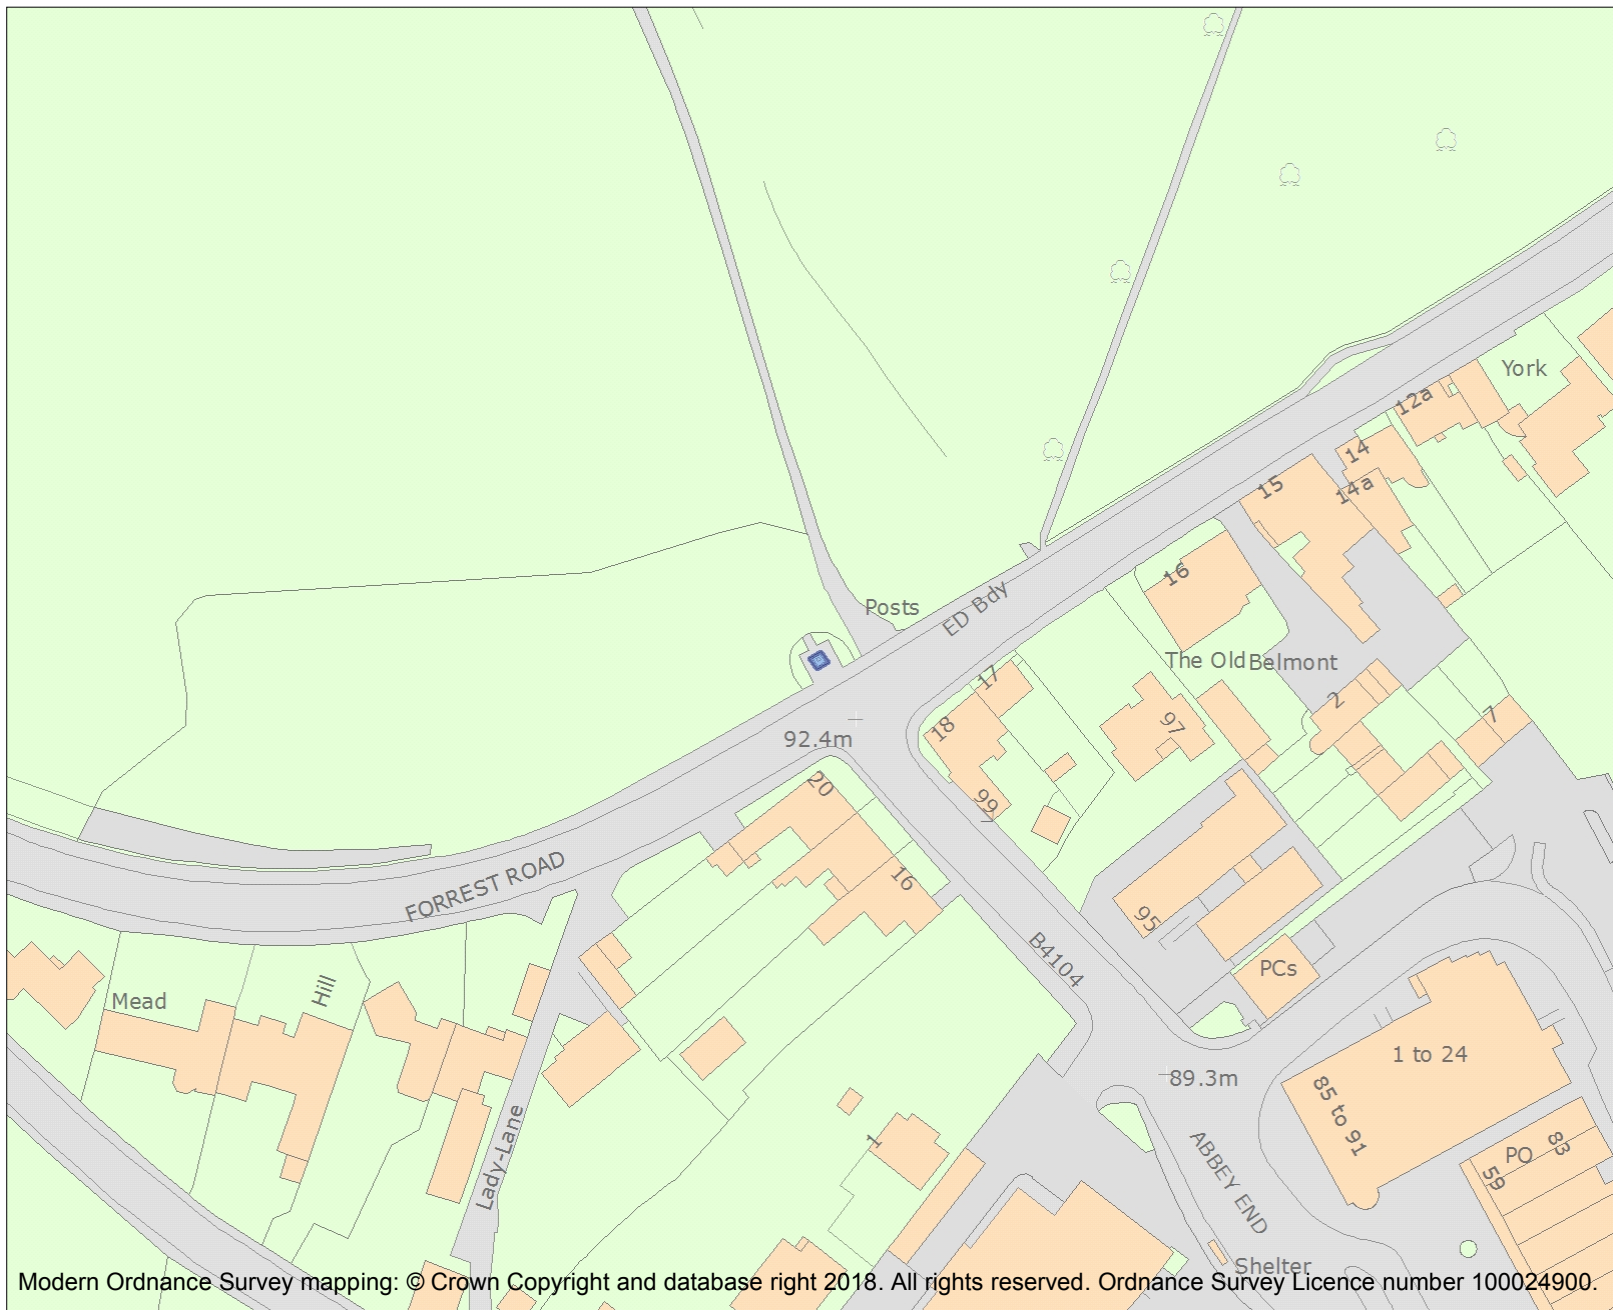 York
12a
14
15
14a
16
Posts
ED Bdy
The Old
Belmont
17
2
97
7
18
92.4m
20
99
FORREST ROAD
16
95
B4104
PCs
Mead
Hill
1 to 24
89.3m
85 to 91
1
Lady-Lane
ABBEY END
PO
83
59
Shelter
Modern Ordnance Survey mapping: © Crown Copyright and database right 2018. All rights reserved. Ordnance Survey Licence number 100024900.